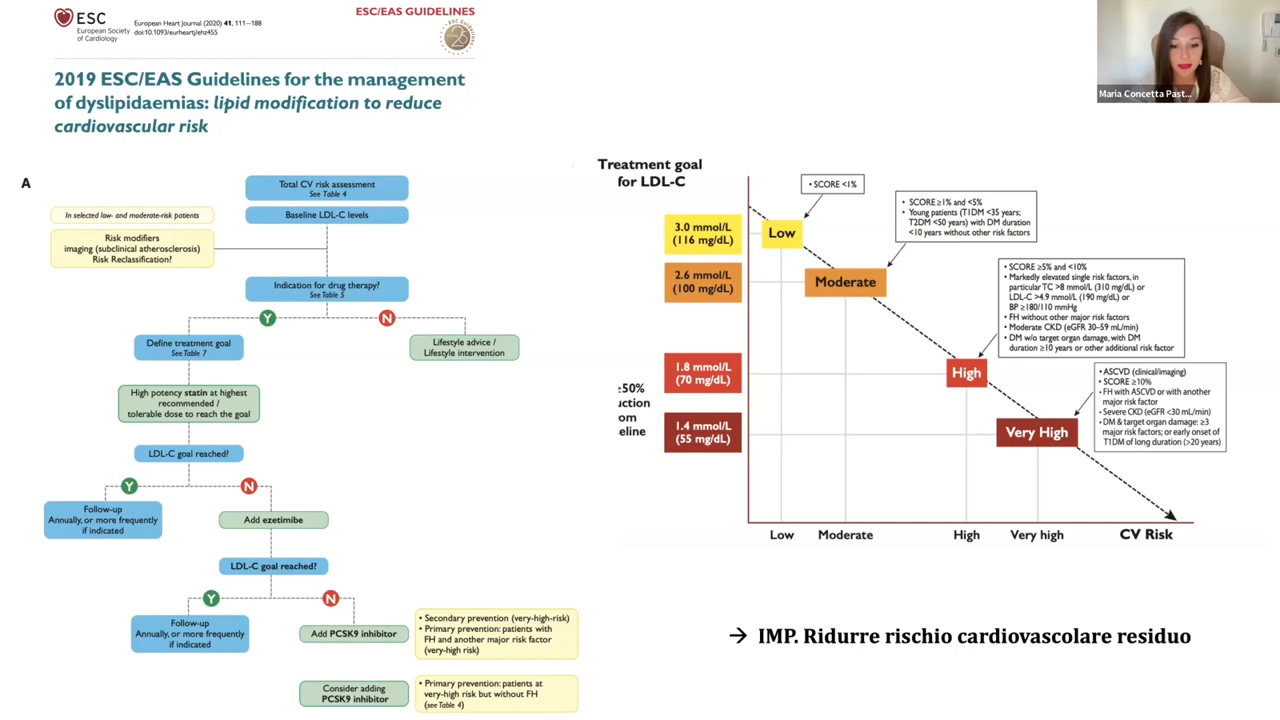 ESC
European Society
of Cardiology
European Heart Journal (2020) 41, 111–188
doi:10.1093/eurheartj/ehz455
ESC/EAS GUIDELINES
2019 ESC/EAS Guidelines for the management
of dyslipidaemias: lipid modification to reduce
cardiovascular risk
Maria Concetta Past...
A
Total CV risk assessment
See Table 4
Baseline LDL-C levels
In selected low- and moderate-risk patients
Risk modifiers
imaging (subclinical atherosclerosis)
Risk Reclassification?
Indication for drug therapy?
See Table 5
Y
N
Define treatment goal
See Table 7
Lifestyle advice /
Lifestyle intervention
High potency statin at highest
recommended /
tolerable dose to reach the goal
LDL-C goal reached?
Y
N
Follow-up
Annually, or more frequently
if indicated
Add ezetimibe
LDL-C goal reached?
Y
N
Follow-up
Annually, or more frequently
if indicated
Add PCSK9 inhibitor
• Secondary prevention (very-high-risk)
• Primary prevention: patients with
FH and another major risk factor
(very-high risk)
Consider adding
PCSK9 inhibitor
• Primary prevention: patients at
very-high risk but without FH
(see Table 4)
Treatment goal
for LDL-C
• SCORE <1%
3.0 mmol/L
(116 mg/dL)
Low
• SCORE ≥1% and <5%
• Young patients (T1DM <35 years;
T2DM <50 years) with DM duration
<10 years without other risk factors
2.6 mmol/L
(100 mg/dL)
Moderate
• SCORE ≥5% and <10%
• Markedly elevated single risk factors, in
particular TC >8 mmol/L (310 mg/dL) or
LDL-C >4.9 mmol/L (190 mg/dL) or
BP ≥180/110 mmHg
• FH without other major risk factors
• Moderate CKD (eGFR 30–59 mL/min)
• DM w/o target organ damage, with DM
duration ≥10 years or other additional risk factor
1.8 mmol/L
(70 mg/dL)
High
• ASCVD (clinical/imaging)
• SCORE ≥10%
• FH with ASCVD or with another
major risk factor
• Severe CKD (eGFR <30 mL/min)
• DM & target organ damage: ≥3
major risk factors; or early onset of
T1DM of long duration (>20 years)
≥50%
uction
om
eline
1.4 mmol/L
(55 mg/dL)
Very High
Low
Moderate
High
Very high
CV Risk
→ IMP. Ridurre rischio cardiovascolare residuo